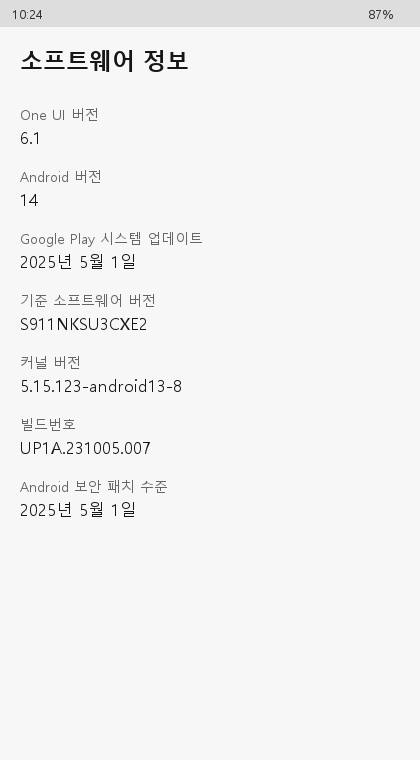 10:24
87%
소프트웨어 정보
One UI 버전
6.1
Android 버전
14
Google Play 시스템 업데이트
2025년 5월 1일
기준 소프트웨어 버전
S911NKSU3CXE2
커널 버전
5.15.123-android13-8
빌드번호
UP1A.231005.007
Android 보안 패치 수준
2025년 5월 1일